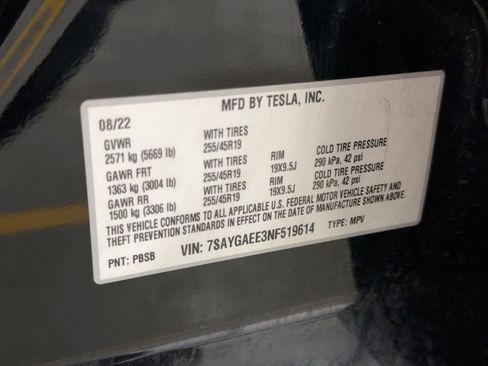 MFD BY TESLA, INC.
08/22
GVWR WITH TIRES
2571 kg (5669 lb) 255/45R19
GAWR FRT WITH TIRES RIM COLD TIRE PRESSURE
1363 kg (3004 lb) 255/45R19 19X9.5J 290 kPa, 42 psi
GAWR RR WITH TIRES RIM COLD TIRE PRESSURE
1500 kg (3306 lb) 255/45R19 19X9.5J 290 kPa, 42 psi
THIS VEHICLE CONFORMS TO ALL APPLICABLE U.S. FEDERAL MOTOR VEHICLE SAFETY AND
THEFT PREVENTION STANDARDS IN EFFECT ON THE DATE OF MANUFACTURE SHOWN ABOVE.
PNT: PBSB VIN: 7SAYGAEE3NF519614 TYPE: MPV